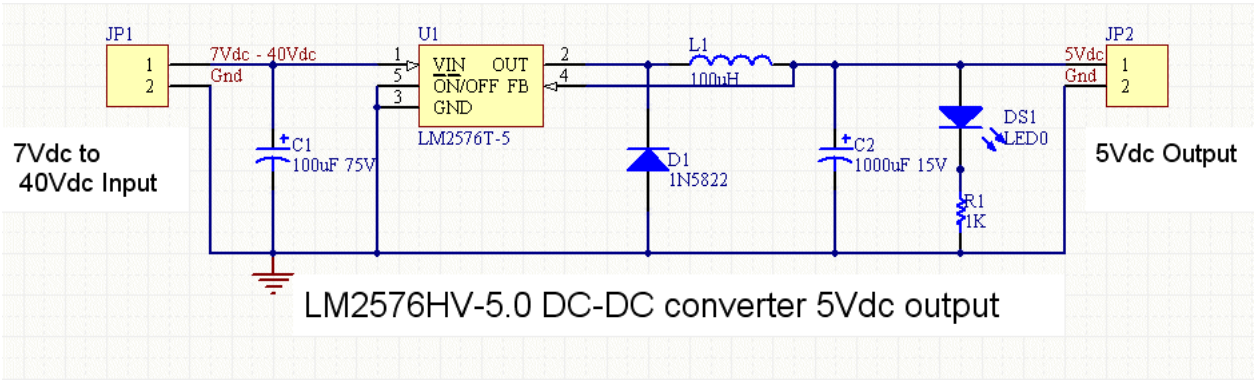 JP1
1
2
7Vdc - 40Vdc
Gnd
7Vdc to
40Vdc Input
C1
100uF 75V
U1
1
5
3
VIN OUT
ON/OFF FB
GND
2
4
LM2576T-5
L1
100uH
D1
1N5822
C2
1000uF 15V
DS1
LED0
R1
1K
5Vdc
Gnd
JP2
1
2
5Vdc Output
LM2576HV-5.0 DC-DC converter 5Vdc output